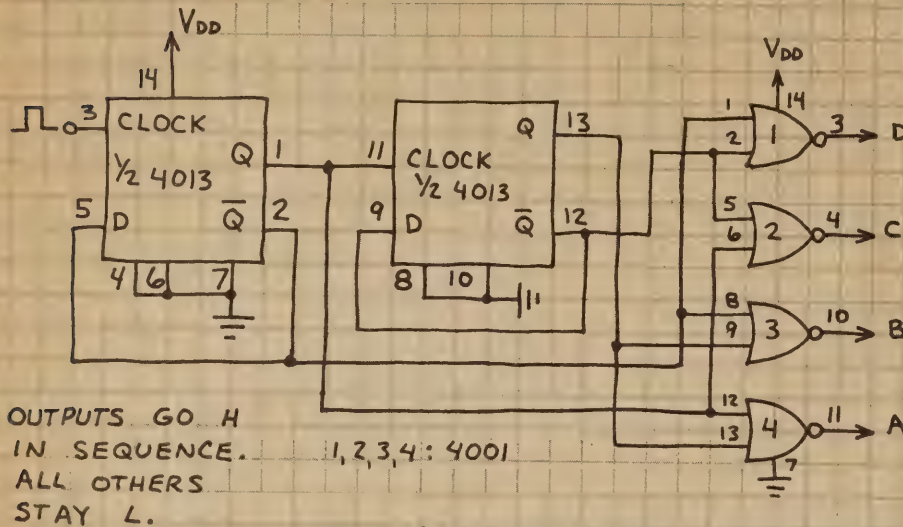 VDD
VDD
14
3
CLOCK
Q
1
½ 4013
5
D
Q̅
2
4
6
7
11
CLOCK
Q
13
½ 4013
9
D
Q̅
12
8
10
14
1
2
1
3
D
5
6
2
4
C
8
9
3
10
B
12
13
4
11
A
7
OUTPUTS GO H
IN SEQUENCE. 1,2,3,4: 4001
ALL OTHERS
STAY L.